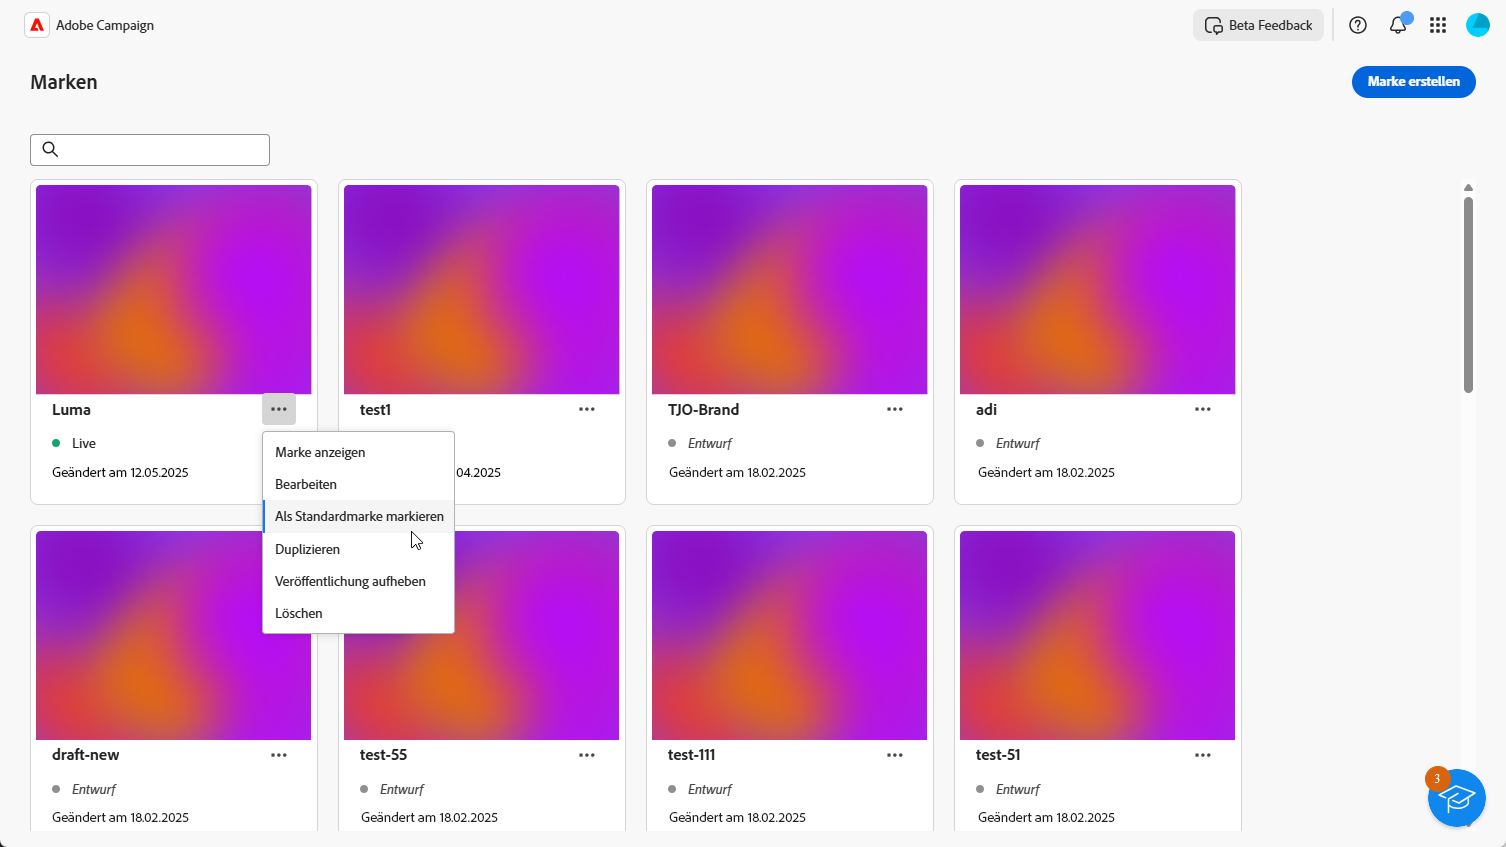 Adobe Campaign
Beta Feedback
Marken
Marke erstellen
Luma
test1
TJO-Brand
adi
Live
Entwurf
Entwurf
Geändert am 12.05.2025
04.2025
Geändert am 18.02.2025
Geändert am 18.02.2025
Marke anzeigen
Bearbeiten
Als Standardmarke markieren
Duplizieren
Veröffentlichung aufheben
Löschen
draft-new
test-55
test-111
test-51
Entwurf
Entwurf
Entwurf
Entwurf
Geändert am 18.02.2025
Geändert am 18.02.2025
Geändert am 18.02.2025
Geändert am 18.02.2025
3